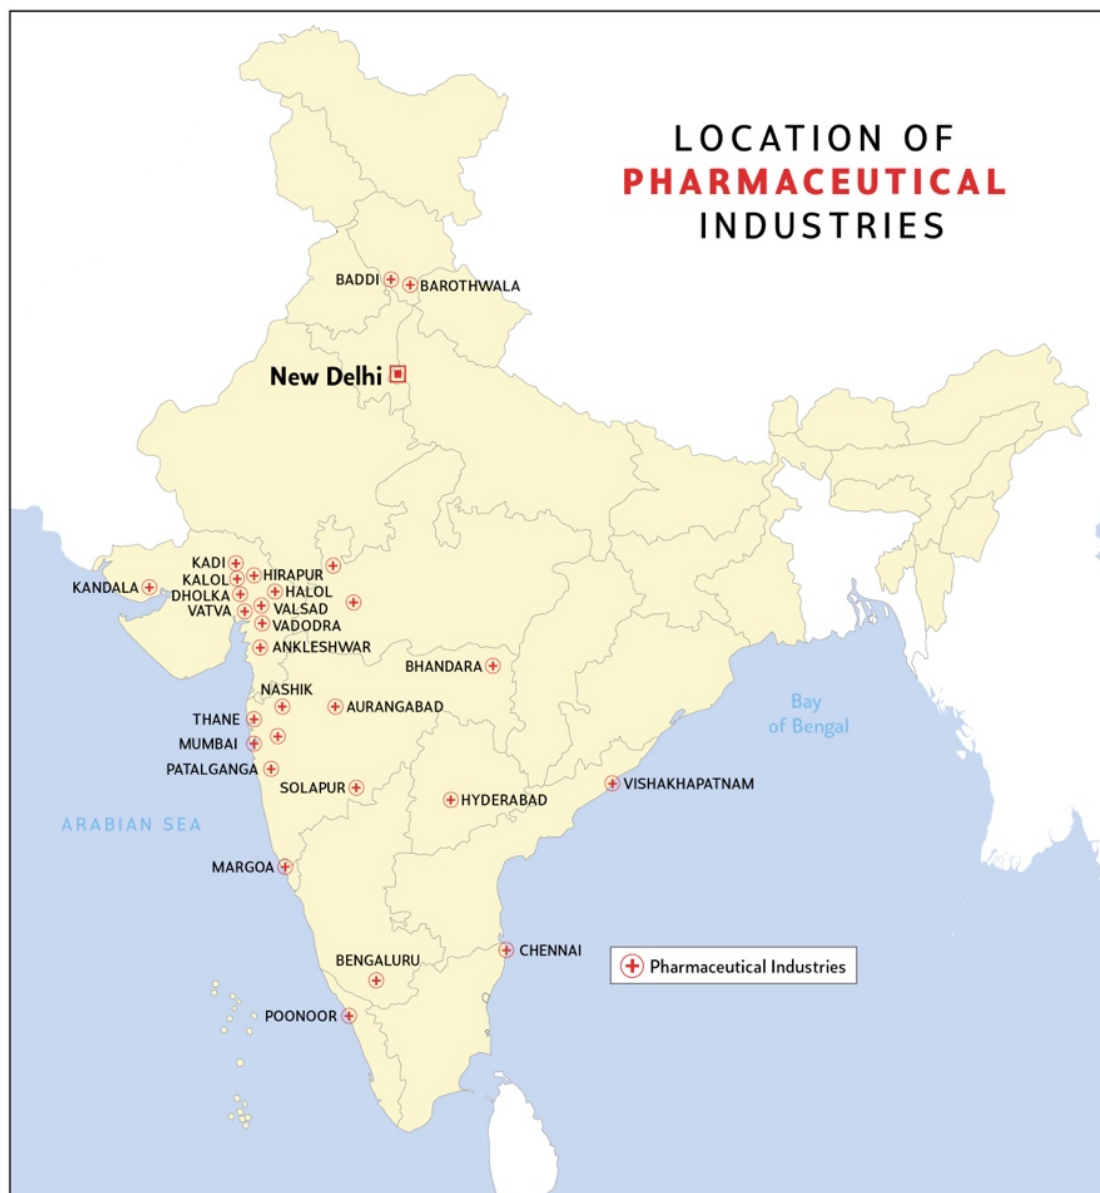 LOCATION OF
PHARMACEUTICAL
INDUSTRIES
BADDI
BAROTHWALA
New Delhi
KADI
KALOL
HIRAPUR
KANDALA
DHOLKA
HALOL
VATVA
VALSAD
VADODRA
ANKLESHWAR
BHANDARA
NASHIK
AURANGABAD
THANE
MUMBAI
PATALGANGA
SOLAPUR
HYDERABAD
VISHAKHAPATNAM
Bay
of Bengal
ARABIAN SEA
MARGOA
CHENNAI
BENGALURU
POONOOR
Pharmaceutical Industries